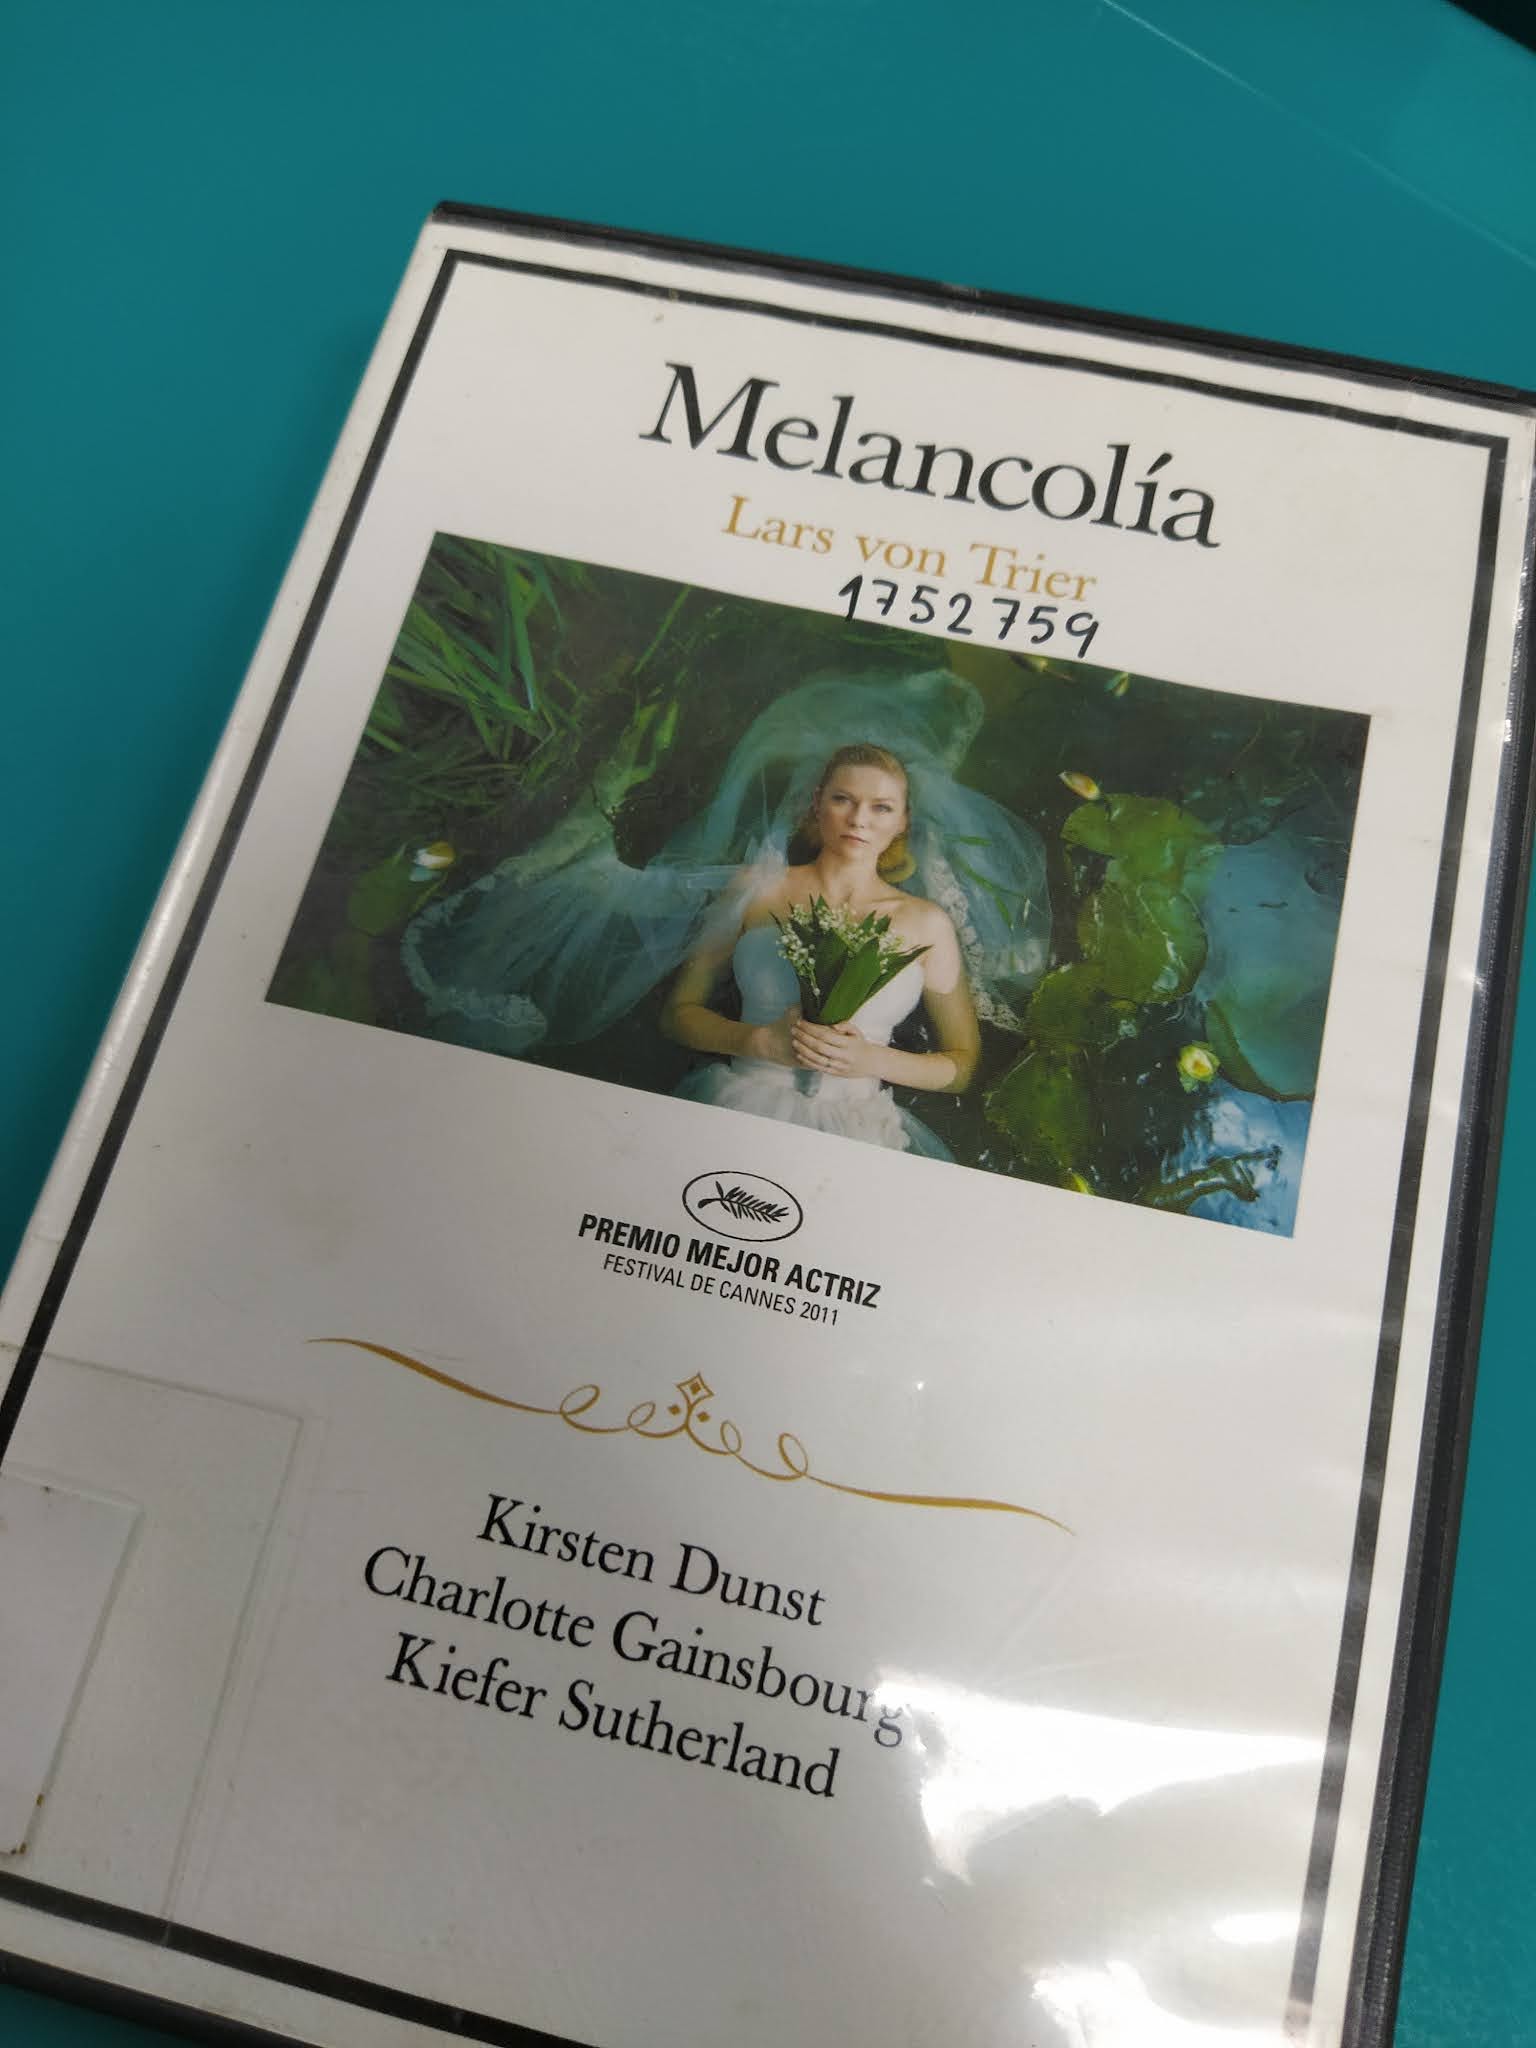 Melancolía
Lars von Trier
1752759
PREMIO MEJOR ACTRIZ
FESTIVAL DE CANNES 2011
Kirsten Dunst
Charlotte Gainsbourg
Kiefer Sutherland